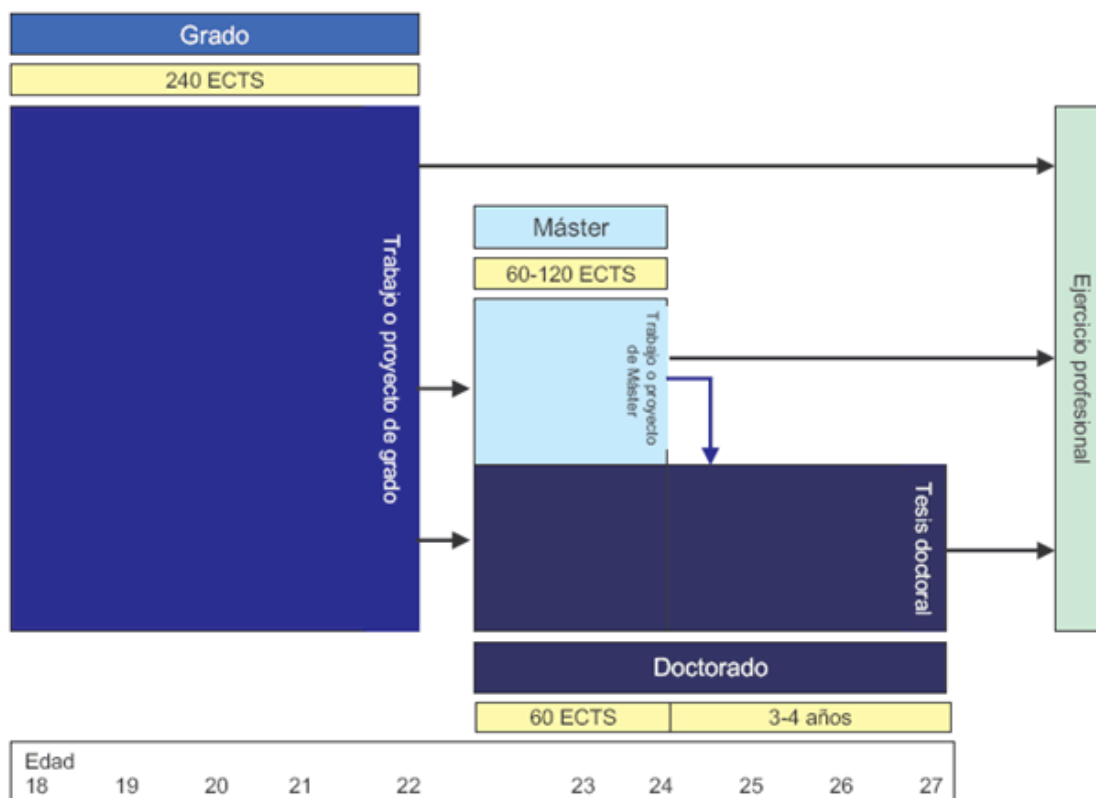 Grado
240 ECTS
Trabajo o proyecto de grado
Máster
60-120 ECTS
Trabajo o proyecto
de Máster
Ejercicio profesional
Tesis doctoral
Doctorado
60 ECTS
3-4 años
Edad
18 19 20 21 22 23 24 25 26 27